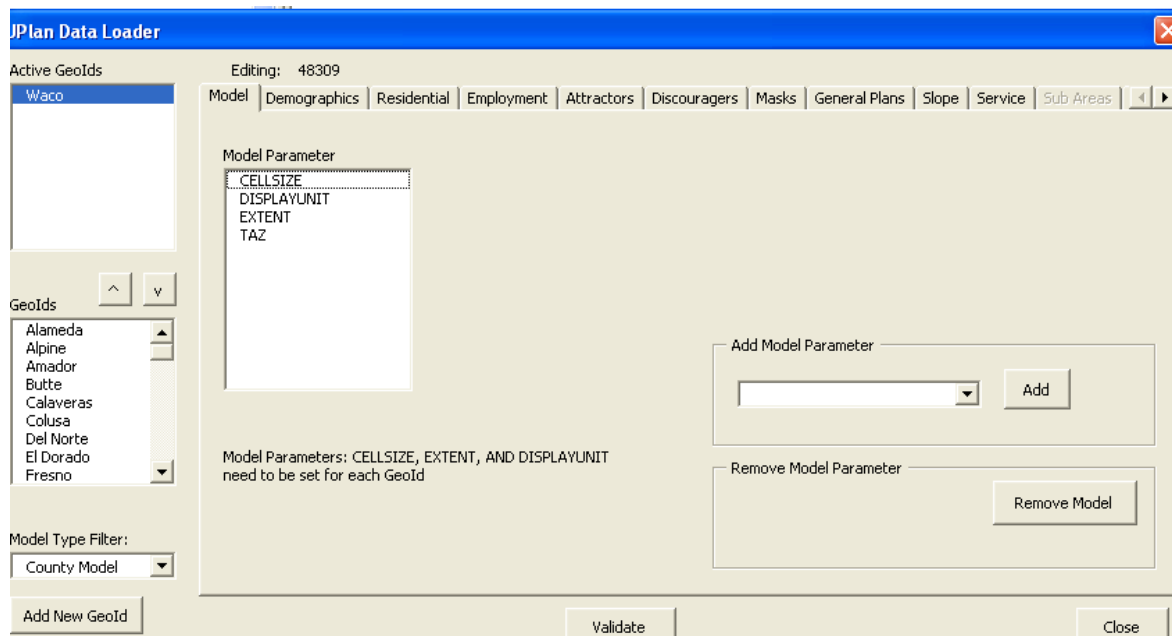 JPlan Data Loader
Active GeoIds
Editing: 48309
Waco
Model Demographics Residential Employment Attractors Discouragers Masks General Plans Slope Service Sub Areas
Model Parameter
CELLSIZE
DISPLAYUNIT
EXTENT
TAZ
^ v
GeoIds
Alameda
Alpine
Amador
Butte
Calaveras
Colusa
Del Norte
El Dorado
Fresno
Add Model Parameter
Add
Model Parameters: CELLSIZE, EXTENT, AND DISPLAYUNIT
need to be set for each GeoId
Remove Model Parameter
Remove Model
Model Type Filter:
County Model
Add New GeoId
Validate
Close